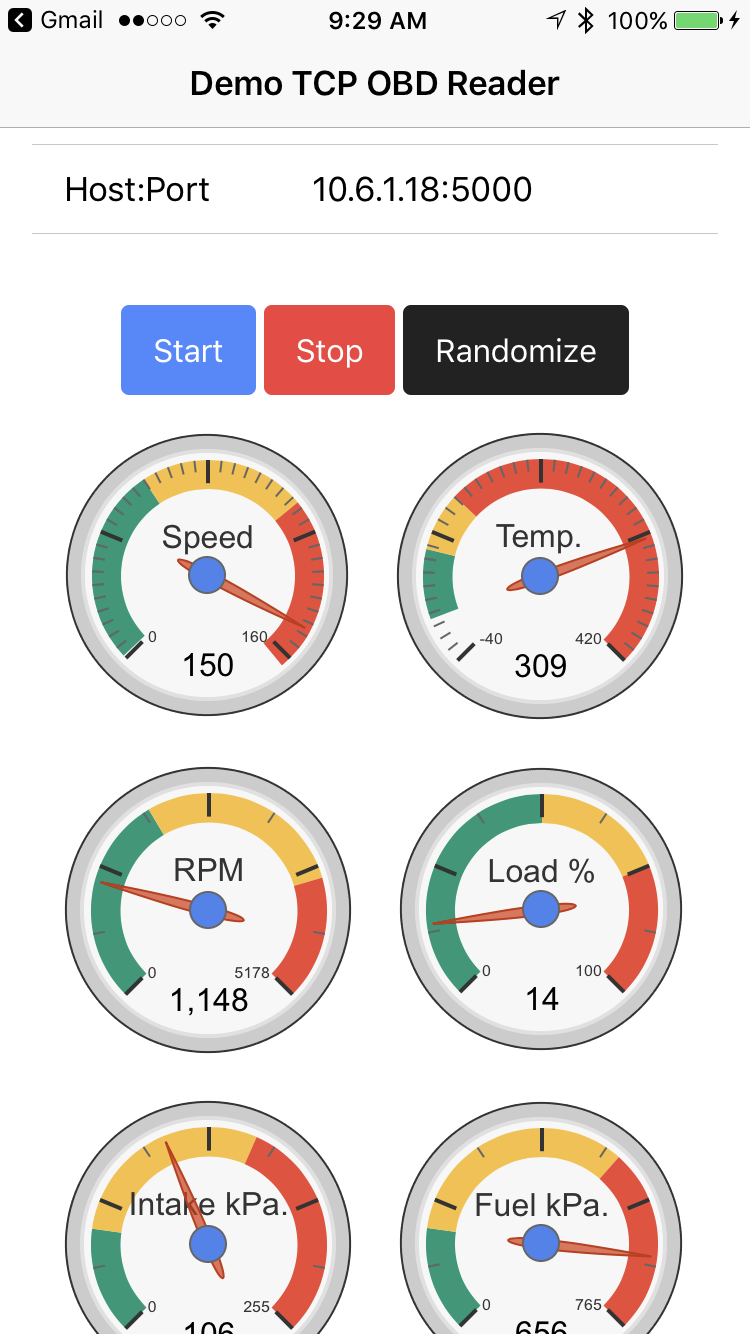 Gmail 9:29 AM 100%
Demo TCP OBD Reader
Host:Port 10.6.1.18:5000
Start Stop Randomize
Speed
0 160
150
Temp.
-40 420
309
RPM
0 5178
1,148
Load %
0 100
14
Intake kPa.
0 255
106
Fuel kPa.
0 765
656